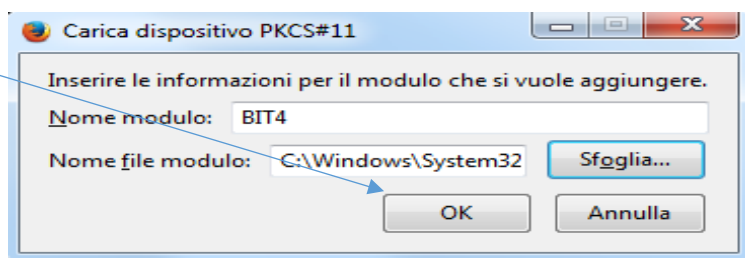 Carica dispositivo PKCS#11
Inserire le informazioni per il modulo che si vuole aggiungere.
Nome modulo: BIT4
Nome file modulo: C:\Windows\System32 Sfoglia...
OK Annulla